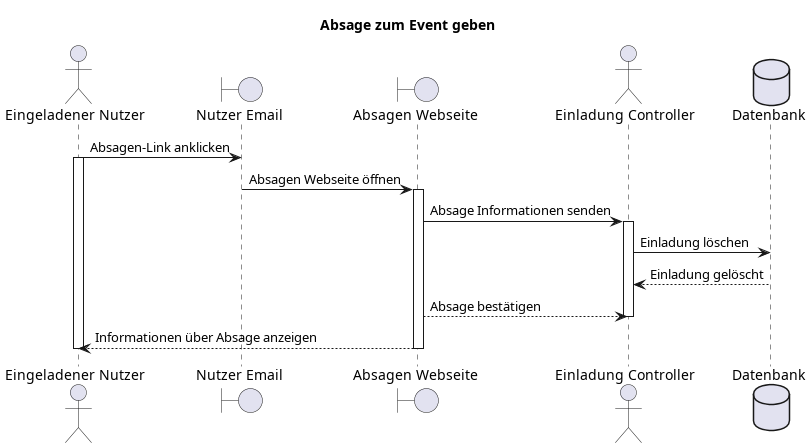 Absage zum Event geben
Eingeladener Nutzer
Nutzer Email
Absagen Webseite
Einladung Controller
Datenbank
Absagen-Link anklicken
Absagen Webseite öffnen
Absage Informationen senden
Einladung löschen
Einladung gelöscht
Absage bestätigen
Informationen über Absage anzeigen
Eingeladener Nutzer
Nutzer Email
Absagen Webseite
Einladung Controller
Datenbank